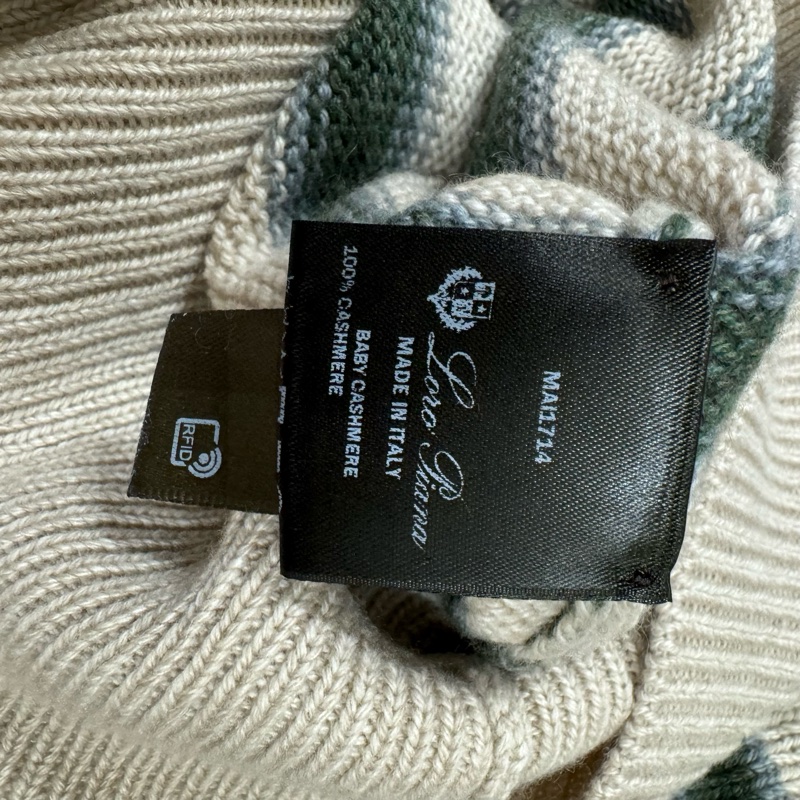 MAI1714
Loro Piana
MADE IN ITALY
BABY CASHMERE
100% CASHMERE
RFID